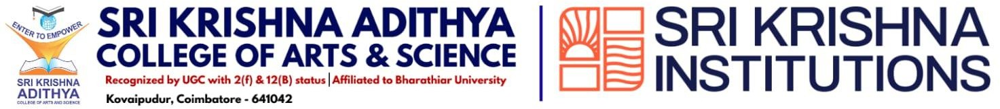 ENTER TO EMPOWER
SRI KRISHNA
ADITHYA
COLLEGE OF ARTS AND SCIENCE
SRI KRISHNA ADITHYA
COLLEGE OF ARTS & SCIENCE
Recognized by UGC with 2(f) & 12(B) status | Affiliated to Bharathiar University
Kovaipudur, Coimbatore - 641042
SRI KRISHNA
INSTITUTIONS